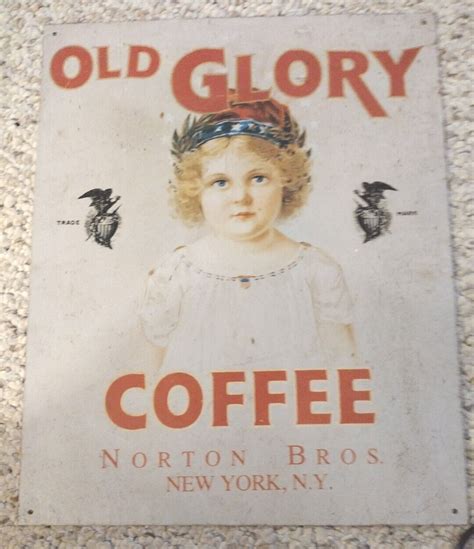 OLD GLORY
TRADE MARK
COFFEE
NORTON BROS.
NEW YORK, N.Y.